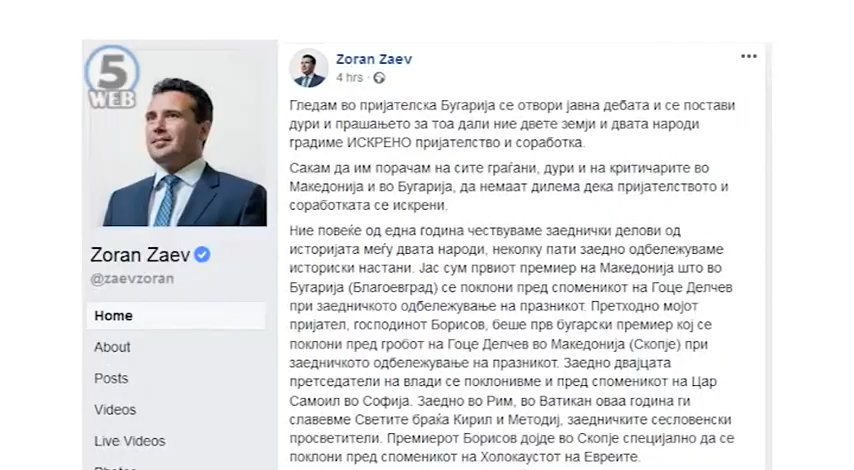 5
WEB
Zoran Zaev
@zaevzoran
Home
About
Posts
Videos
Live Videos
Photos
Zoran Zaev
4 hrs ·
Гледам во пријателска Бугарија се отвори јавна дебата и се постави
дури и прашањето за тоа дали ние двете земји и двата народи
градиме ИСКРЕНО пријателство и соработка.
Сакам да им порачам на сите граѓани, дури и на критичарите во
Македонија и во Бугарија, да немаат дилема дека пријателството и
соработката се искрени.
Ние повеќе од една година чествуваме заеднички делови од
историјата меѓу двата народи, неколку пати заедно одбележуваме
историски настани. Јас сум првиот премиер на Македонија што во
Бугарија (Благоевград) се поклони пред споменикот на Гоце Делчев
при заедничкото одбележување на празникот. Претходно мојот
пријател, господинот Борисов, беше прв бугарски премиер кој се
поклони пред гробот на Гоце Делчев во Македонија (Скопје) при
заедничкото одбележување на празникот. Заедно двајцата
претседатели на влади се поклонивме и пред споменикот на Цар
Самоил во Софија. Заедно во Рим, во Ватикан оваа година ги
славевме Светите браќа Кирил и Методиј, заедничките сесловенски
просветители. Премиерот Борисов дојде во Скопје специјално да се
поклони пред споменикот на Холокаустот на Евреите.